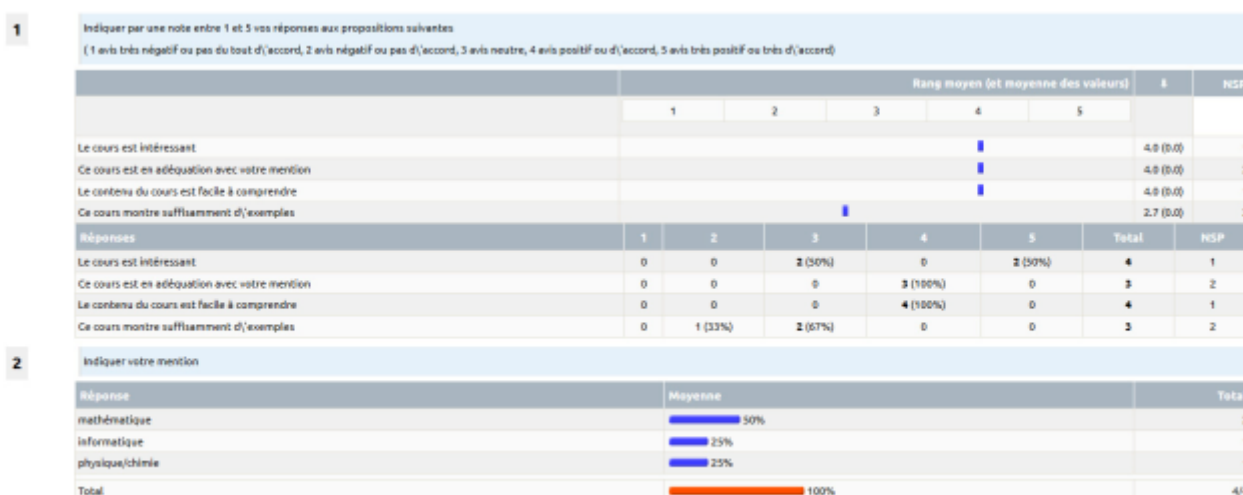 1
Indiquer par une note entre 1 et 5 vos réponses aux propositions suivantes
( 1 avis très négatif ou pas du tout d\'accord, 2 avis négatif ou pas d\'accord, 3 avis neutre, 4 avis positif ou d\'accord, 5 avis très positif ou très d\'accord)
Rang moyen (et moyenne des valeurs) NSP
1 2 3 4 5
Le cours est intéressant 4.0 (0.0)
Ce cours est en adéquation avec votre mention 4.0 (0.0)
Le contenu du cours est facile à comprendre 4.0 (0.0)
Ce cours montre suffisamment d\'exemples 2.7 (0.0)
Réponses 1 2 3 4 5 Total NSP
Le cours est intéressant 0 0 2 (50%) 0 2 (50%) 4 1
Ce cours est en adéquation avec votre mention 0 0 0 3 (100%) 0 3 2
Le contenu du cours est facile à comprendre 0 0 0 4 (100%) 0 4 1
Ce cours montre suffisamment d\'exemples 0 1 (33%) 2 (67%) 0 0 3 2
2
Indiquer votre mention
Réponse Moyenne Total
mathématique 50%
informatique 25%
physique/chimie 25%
Total 100%